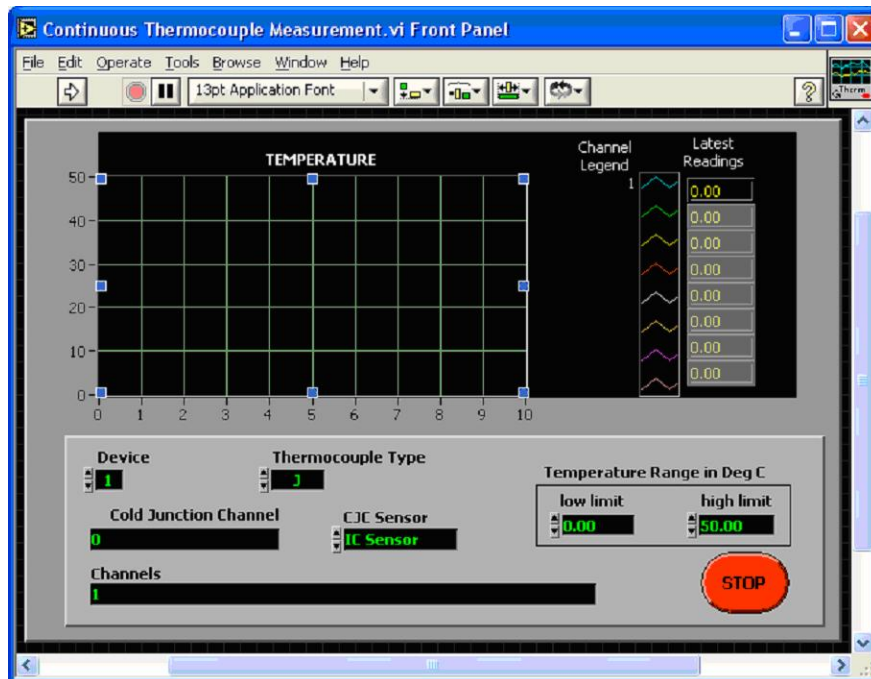 Continuous Thermocouple Measurement.vi Front Panel
File Edit Operate Tools Browse Window Help
13pt Application Font
?
Therm
TEMPERATURE
Channel
Legend
Latest
Readings
1
0.00
0.00
0.00
0.00
0.00
0.00
0.00
0.00
50
40
30
20
10
0
0 1 2 3 4 5 6 7 8 9 10
Device
1
Thermocouple Type
J
Cold Junction Channel
0
CJC Sensor
IC Sensor
Channels
1
Temperature Range in Deg C
low limit
0.00
high limit
50.00
STOP